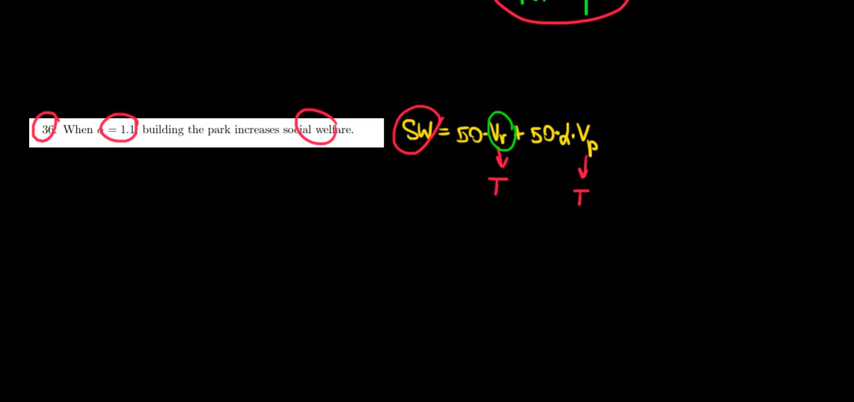 36. When = 1.1, building the park increases social welfare.
SW = 50·Vr + 50·d·Vp
T
T